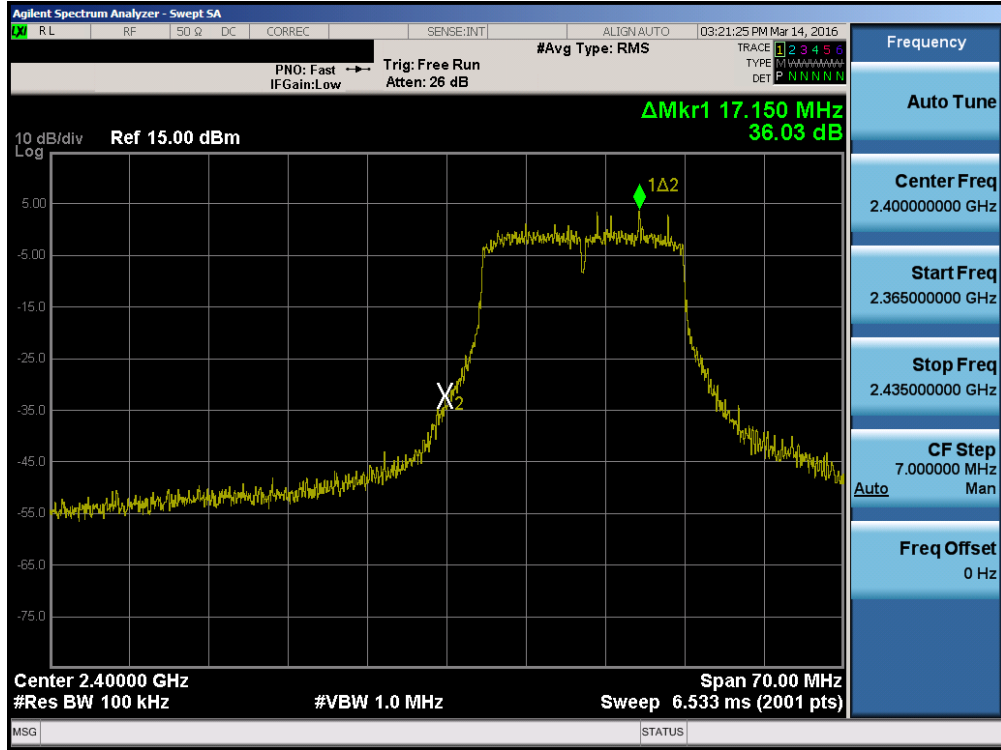 Agilent Spectrum Analyzer - Swept SA
LXI RL RF 50 Ω DC CORREC SENSE:INT ALIGN AUTO 03:21:25 PM Mar 14, 2016
#Avg Type: RMS TRACE 1 2 3 4 5 6
PNO: Fast Trig: Free Run TYPE M WWWWW
IFGain:Low Atten: 26 dB DET P N N N N N
ΔMkr1 17.150 MHz
36.03 dB
10 dB/div Ref 15.00 dBm
Log
1Δ2
5.00
-5.00
-15.0
-25.0
-35.0
X2
-45.0
-55.0
-65.0
-75.0
Center 2.40000 GHz Span 70.00 MHz
#Res BW 100 kHz #VBW 1.0 MHz Sweep 6.533 ms (2001 pts)
MSG STATUS
Frequency
Auto Tune
Center Freq
2.400000000 GHz
Start Freq
2.365000000 GHz
Stop Freq
2.435000000 GHz
CF Step
7.000000 MHz
Auto Man
Freq Offset
0 Hz